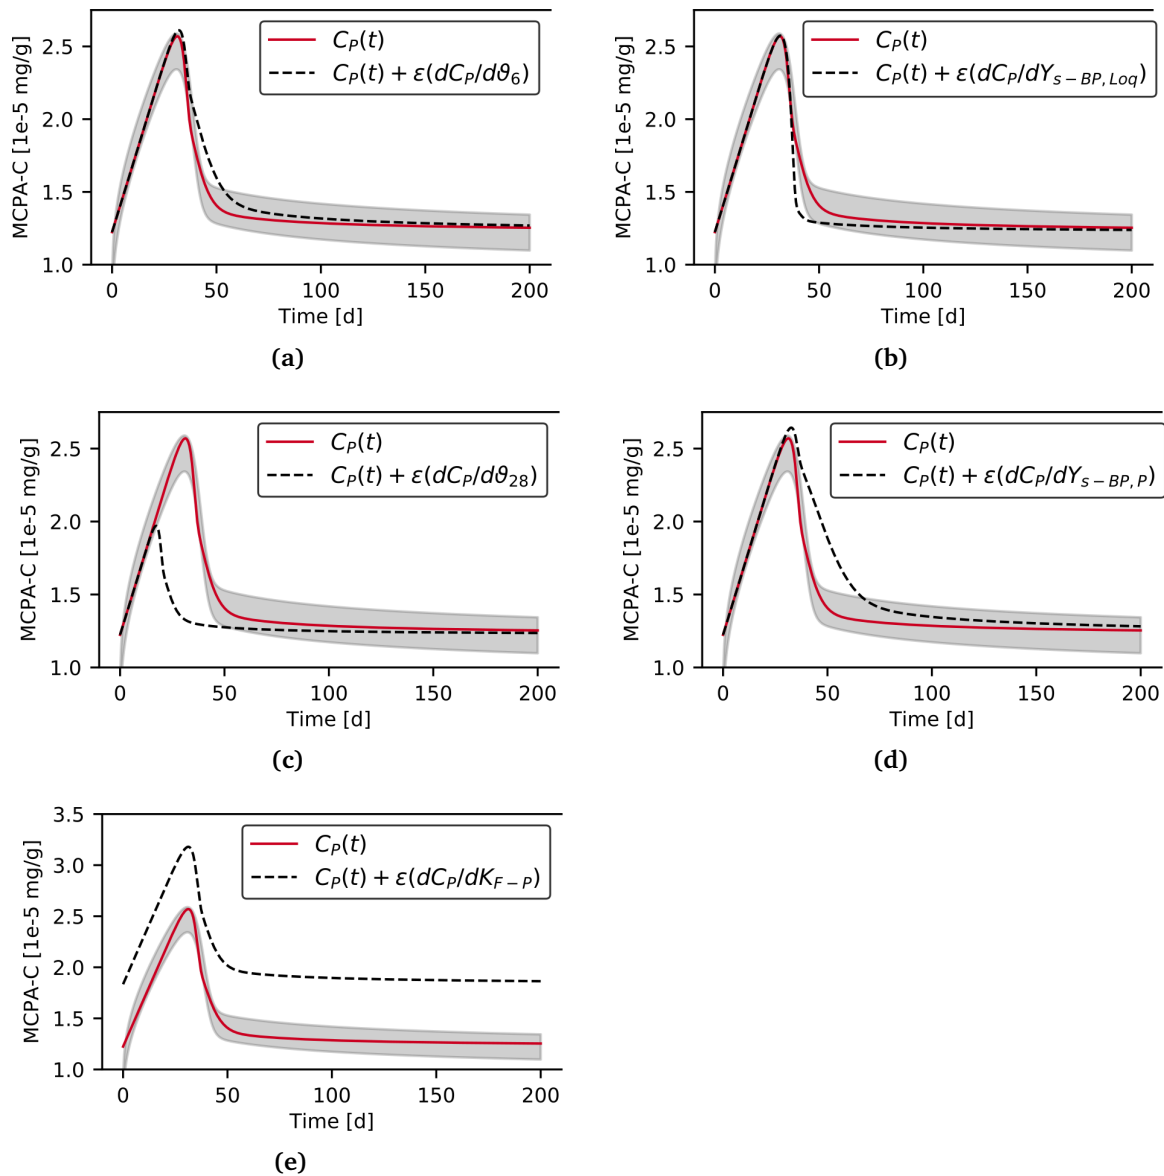 MCPA-C [1e-5 mg/g]
2.5
2.0
1.5
1.0
C_P(t)
C_P(t) + ε(dC_P/dϑ_6)
0 50 100 150 200
Time [d]
(a)
MCPA-C [1e-5 mg/g]
2.5
2.0
1.5
1.0
C_P(t)
C_P(t) + ε(dC_P/dY_{s−BP,Loq})
0 50 100 150 200
Time [d]
(b)
MCPA-C [1e-5 mg/g]
2.5
2.0
1.5
1.0
C_P(t)
C_P(t) + ε(dC_P/dϑ_{28})
0 50 100 150 200
Time [d]
(c)
MCPA-C [1e-5 mg/g]
2.5
2.0
1.5
1.0
C_P(t)
C_P(t) + ε(dC_P/dY_{s−BP,P})
0 50 100 150 200
Time [d]
(d)
MCPA-C [1e-5 mg/g]
3.5
3.0
2.5
2.0
1.5
1.0
C_P(t)
C_P(t) + ε(dC_P/dK_{F−P})
0 50 100 150 200
Time [d]
(e)